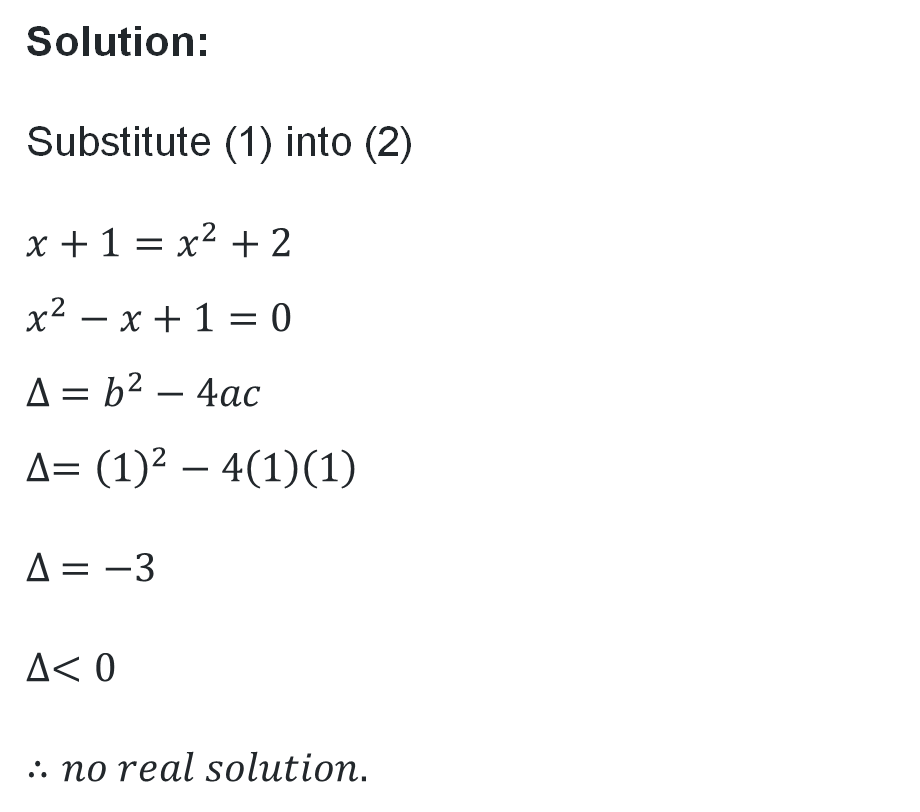 Solution:
Substitute (1) into (2)
x + 1 = x² + 2
x² − x + 1 = 0
Δ = b² − 4ac
Δ= (1)² − 4(1)(1)
Δ = −3
Δ< 0
∴ no real solution.